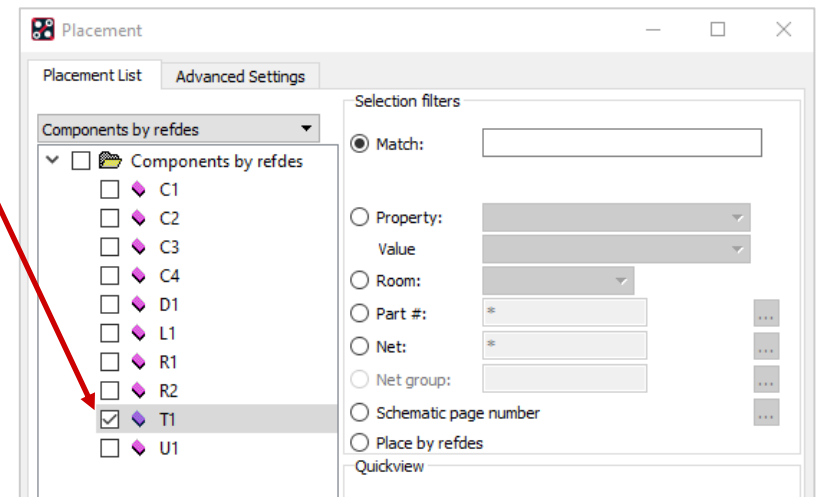 Placement
Placement List
Advanced Settings
Components by refdes
Components by refdes
C1
C2
C3
C4
D1
L1
R1
R2
T1
U1
Selection filters
Match:
Property:
Value
Room:
Part #: * ...
Net: * ...
Net group: ...
Schematic page number ...
Place by refdes
Quickview